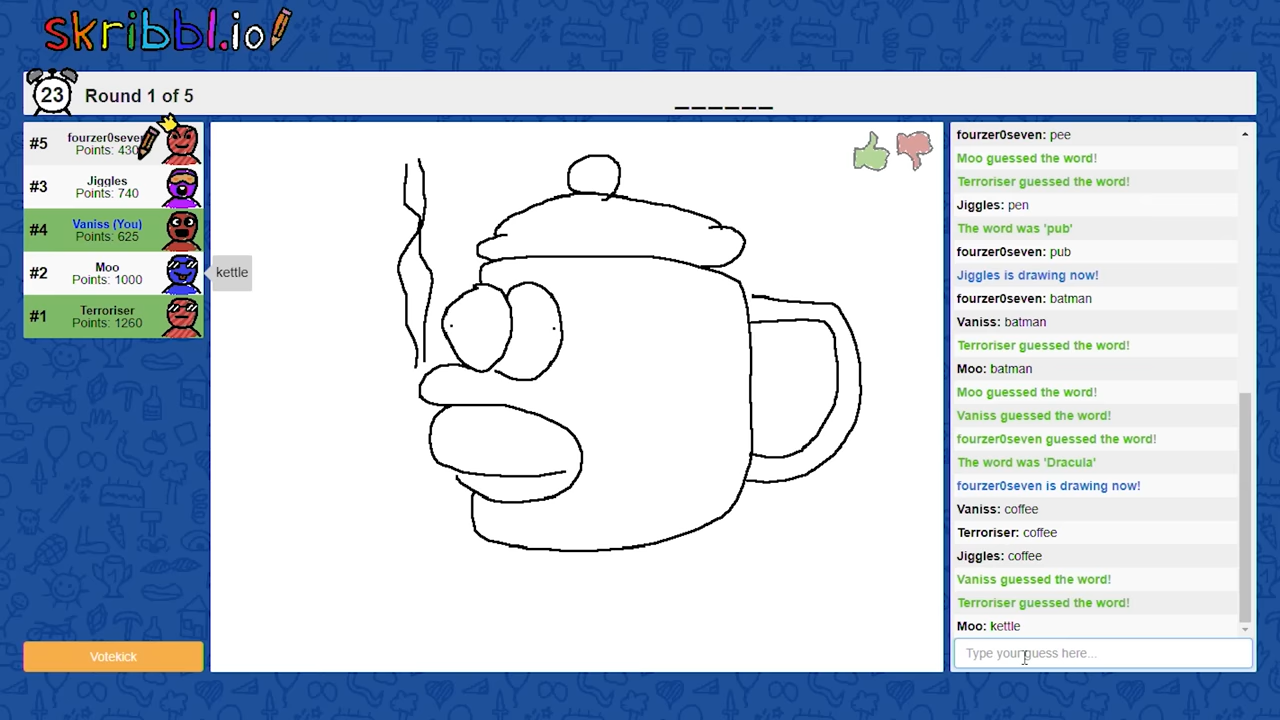 skribbl.io
23
Round 1 of 5
______
#5 fourzer0seven
Points: 430
#3 Jiggles
Points: 740
#4 Vaniss (You)
Points: 625
#2 Moo
Points: 1000
#1 Terroriser
Points: 1260
kettle
Votekick
fourzer0seven: pee
Moo guessed the word!
Terroriser guessed the word!
Jiggles: pen
The word was 'pub'
fourzer0seven: pub
Jiggles is drawing now!
fourzer0seven: batman
Vaniss: batman
Terroriser guessed the word!
Moo: batman
Moo guessed the word!
Vaniss guessed the word!
fourzer0seven guessed the word!
The word was 'Dracula'
fourzer0seven is drawing now!
Vaniss: coffee
Terroriser: coffee
Jiggles: coffee
Vaniss guessed the word!
Terroriser guessed the word!
Moo: kettle
Type your guess here...